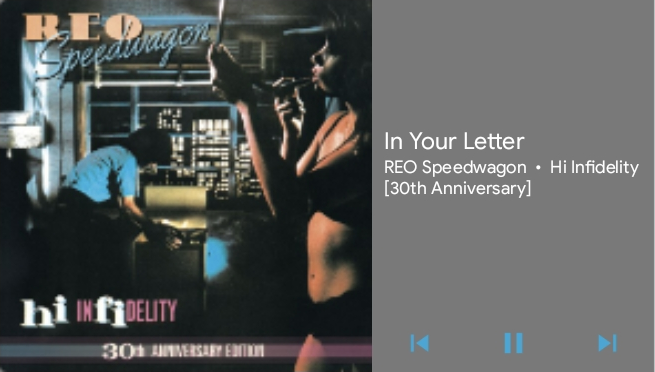 REO
Speedwagon
hi INfiDELITY
30th ANNIVERSARY EDITION
In Your Letter
REO Speedwagon • Hi Infidelity
[30th Anniversary]